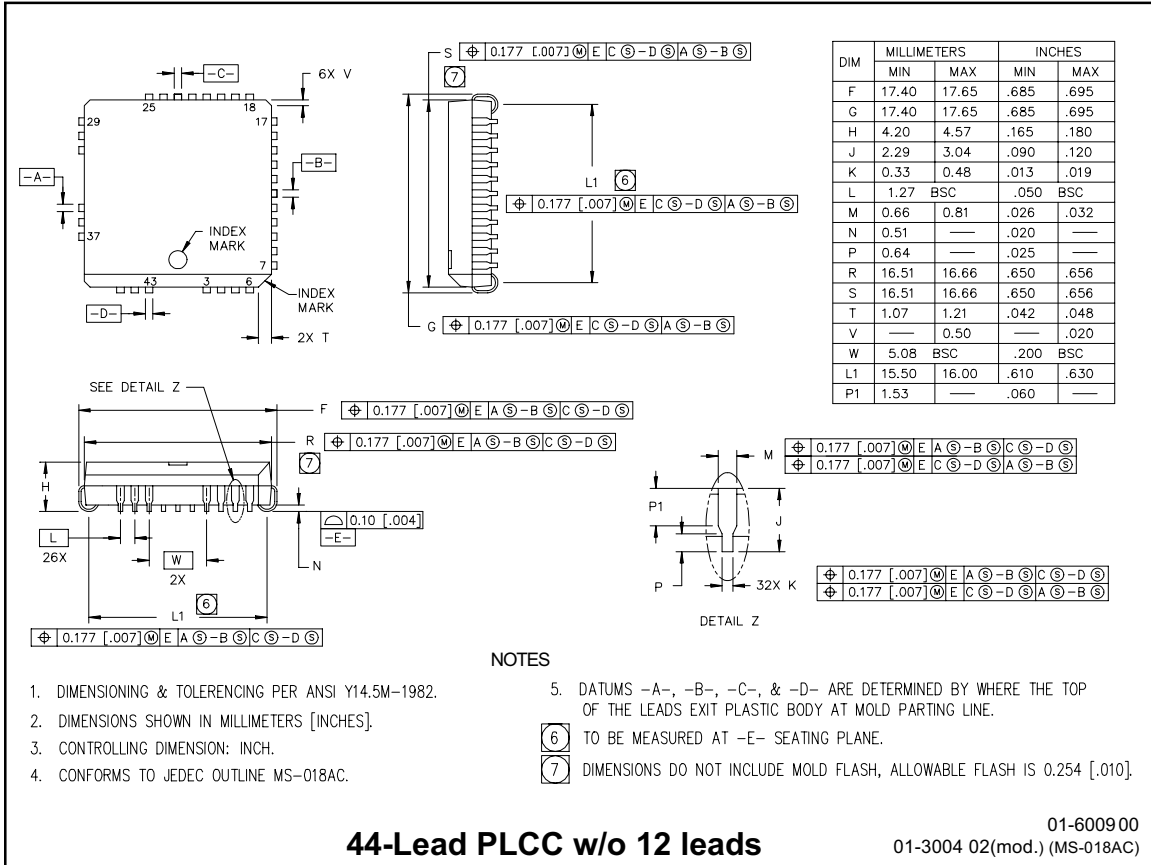 -C-
6X V
25
18
29
17
-A-
-B-
37
INDEX
MARK
7
43
3
6
INDEX
MARK
-D-
2X T
S ⌖ 0.177 [.007] Ⓜ E C Ⓢ-D Ⓢ A Ⓢ-B Ⓢ
7
L1 6
⌖ 0.177 [.007] Ⓜ E C Ⓢ-D Ⓢ A Ⓢ-B Ⓢ
G ⌖ 0.177 [.007] Ⓜ E C Ⓢ-D Ⓢ A Ⓢ-B Ⓢ
DIM MILLIMETERS INCHES
MIN MAX MIN MAX
F 17.40 17.65 .685 .695
G 17.40 17.65 .685 .695
H 4.20 4.57 .165 .180
J 2.29 3.04 .090 .120
K 0.33 0.48 .013 .019
L 1.27 BSC .050 BSC
M 0.66 0.81 .026 .032
N 0.51 — .020 —
P 0.64 — .025 —
R 16.51 16.66 .650 .656
S 16.51 16.66 .650 .656
T 1.07 1.21 .042 .048
V — 0.50 — .020
W 5.08 BSC .200 BSC
L1 15.50 16.00 .610 .630
P1 1.53 — .060 —
SEE DETAIL Z
F ⌖ 0.177 [.007] Ⓜ E A Ⓢ-B Ⓢ C Ⓢ-D Ⓢ
R ⌖ 0.177 [.007] Ⓜ E A Ⓢ-B Ⓢ C Ⓢ-D Ⓢ
7
H
⌓ 0.10 [.004]
-E-
L
26X
W
2X
N
L1 6
⌖ 0.177 [.007] Ⓜ E A Ⓢ-B Ⓢ C Ⓢ-D Ⓢ
M ⌖ 0.177 [.007] Ⓜ E A Ⓢ-B Ⓢ C Ⓢ-D Ⓢ
⌖ 0.177 [.007] Ⓜ E C Ⓢ-D Ⓢ A Ⓢ-B Ⓢ
P1
J
P
32X K
⌖ 0.177 [.007] Ⓜ E A Ⓢ-B Ⓢ C Ⓢ-D Ⓢ
⌖ 0.177 [.007] Ⓜ E C Ⓢ-D Ⓢ A Ⓢ-B Ⓢ
DETAIL Z
NOTES
1. DIMENSIONING & TOLERENCING PER ANSI Y14.5M-1982.
2. DIMENSIONS SHOWN IN MILLIMETERS [INCHES].
3. CONTROLLING DIMENSION: INCH.
4. CONFORMS TO JEDEC OUTLINE MS-018AC.
5. DATUMS -A-, -B-, -C-, & -D- ARE DETERMINED BY WHERE THE TOP
OF THE LEADS EXIT PLASTIC BODY AT MOLD PARTING LINE.
6 TO BE MEASURED AT -E- SEATING PLANE.
7 DIMENSIONS DO NOT INCLUDE MOLD FLASH, ALLOWABLE FLASH IS 0.254 [.010].
44-Lead PLCC w/o 12 leads
01-6009 00
01-3004 02(mod.) (MS-018AC)